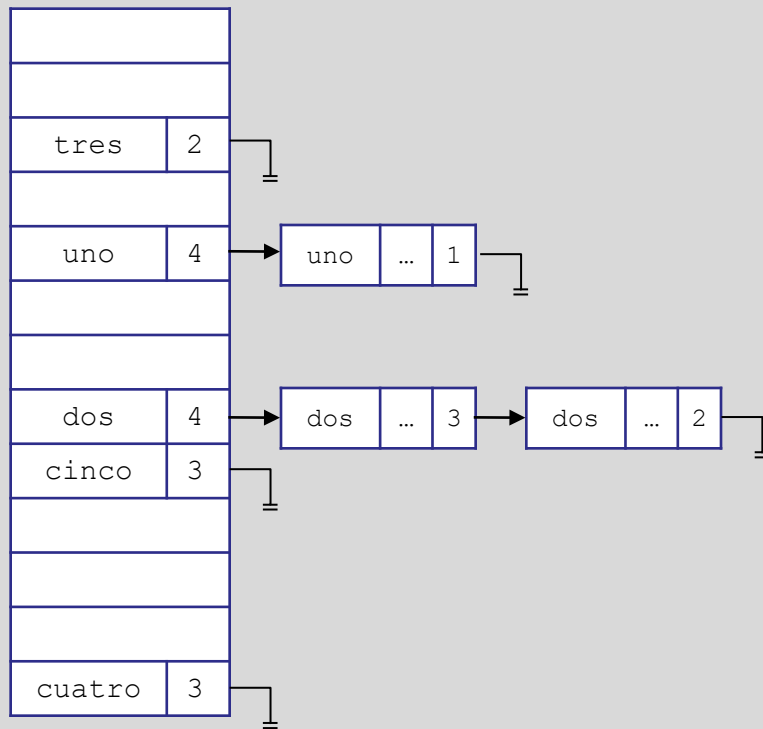 tres 2
uno 4 uno … 1
dos 4 dos … 3 dos … 2
cinco 3
cuatro 3